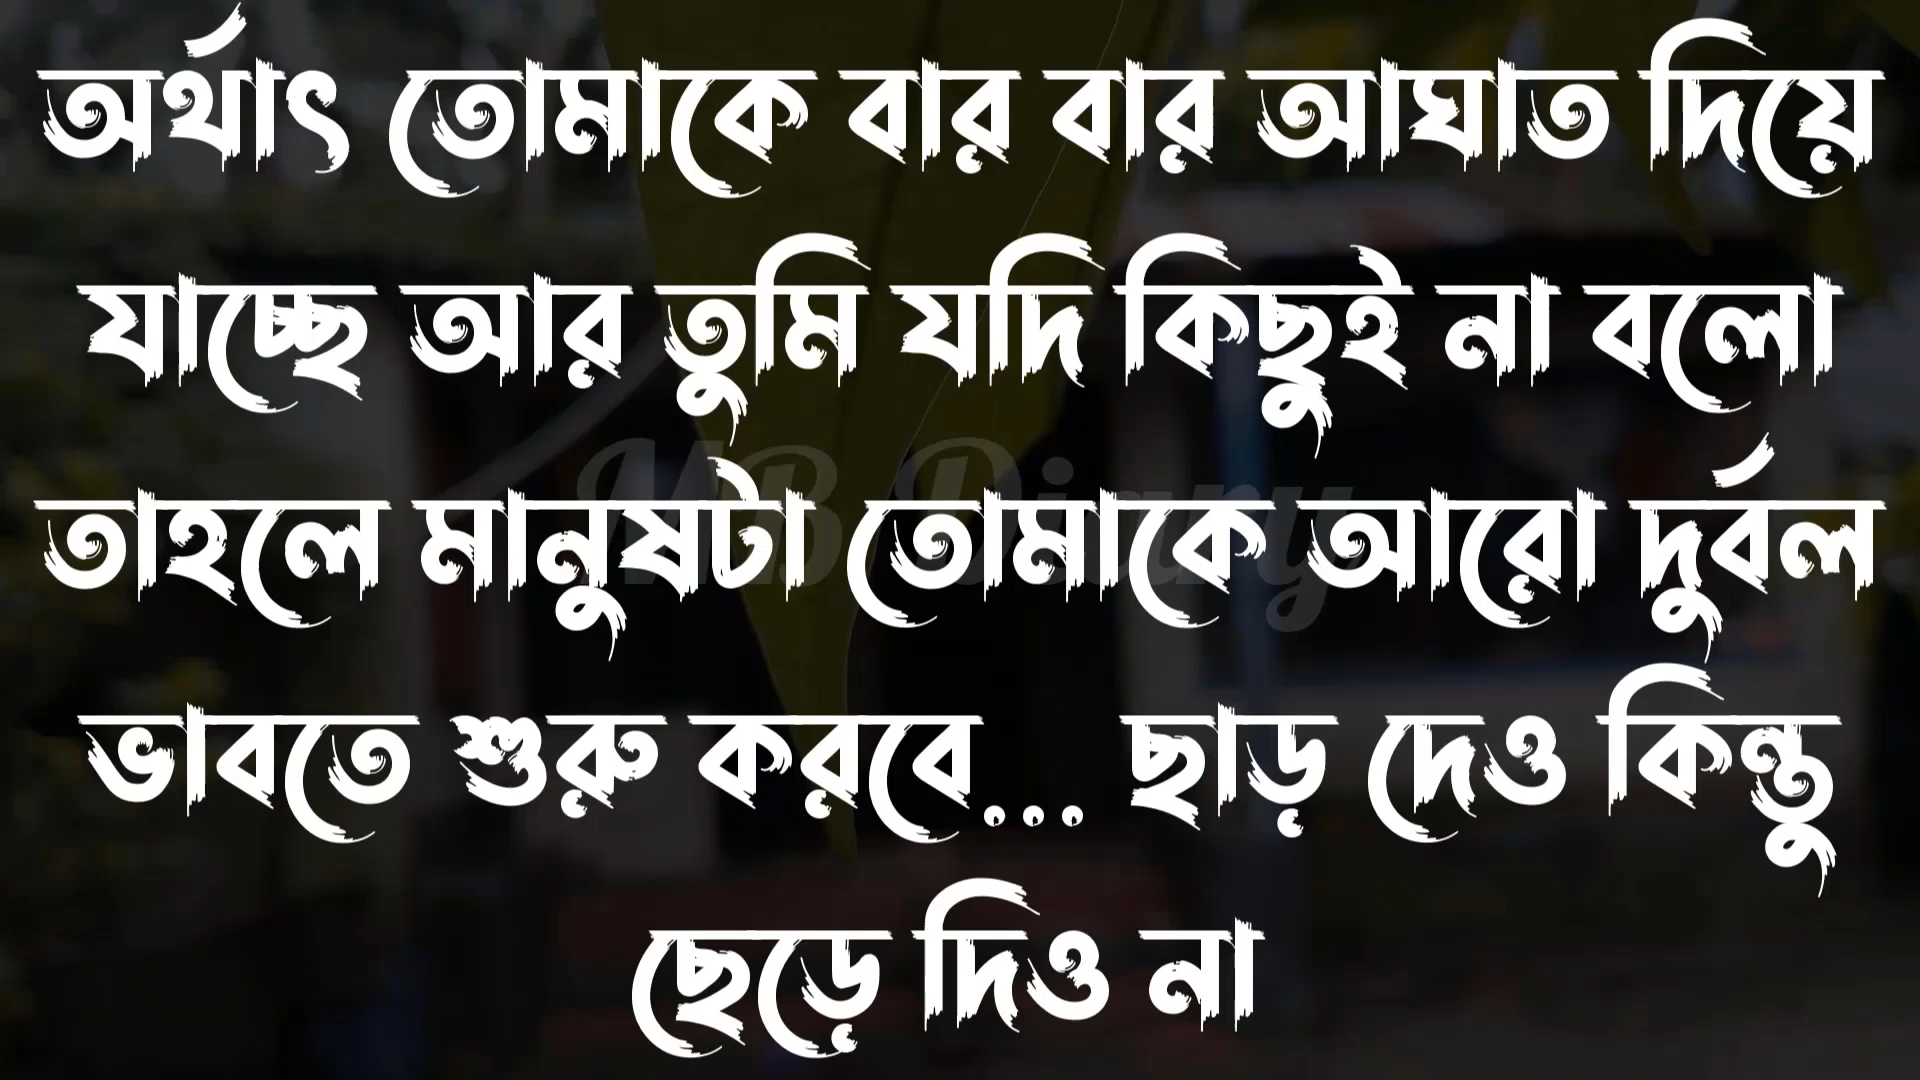 অর্থাৎ তোমাকে বার বার আঘাত দিয়ে
যাচ্ছে আর তুমি যদি কিছুই না বলো
তাহলে মানুষটা তোমাকে আরো দুর্বল
ভাবতে শুরু করবে... ছাড় দেও কিন্তু
ছেড়ে দিও না